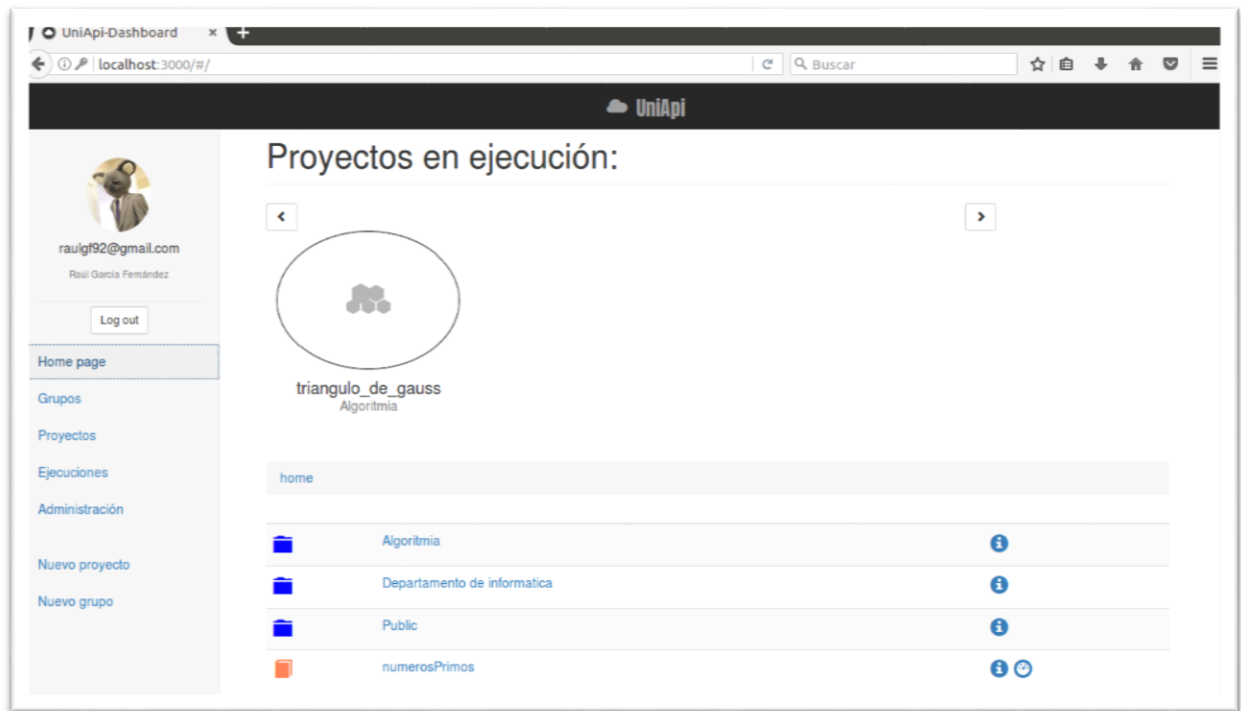 UniApi-Dashboard
localhost:3000/#/
Buscar
UniApi
raulgf92@gmail.com
Raúl García Fernández
Log out
Home page
Grupos
Proyectos
Ejecuciones
Administración
Nuevo proyecto
Nuevo grupo
Proyectos en ejecución:
triangulo_de_gauss
Algoritmia
home
Algoritmia
Departamento de informatica
Public
numerosPrimos